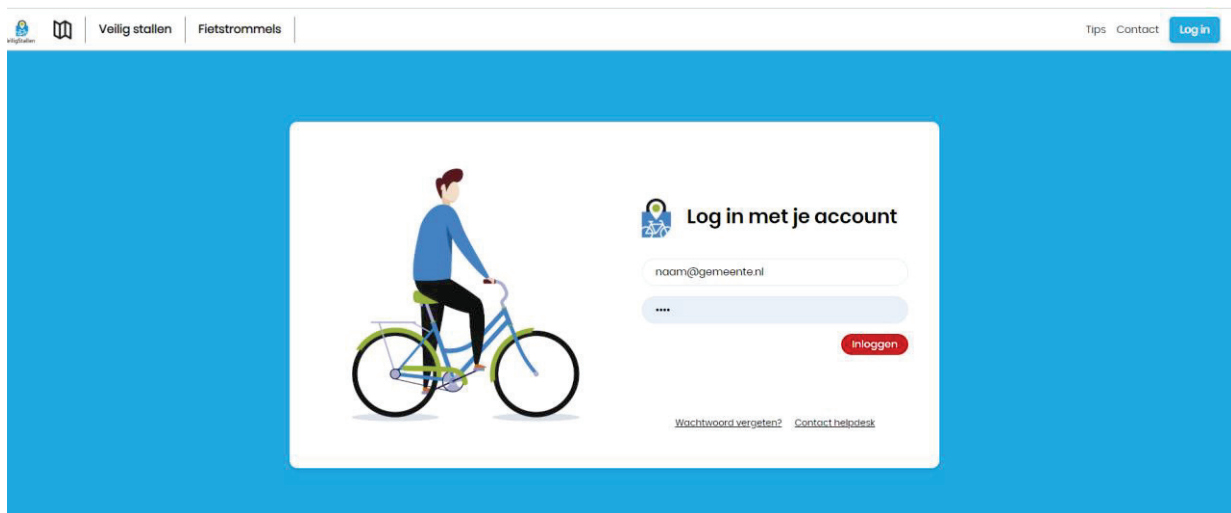 Veilig stallen
Fietstrommels
Tips Contact Log in
Log in met je account
naam@gemeente.nl
••••
Inloggen
Wachtwoord vergeten? Contact helpdesk